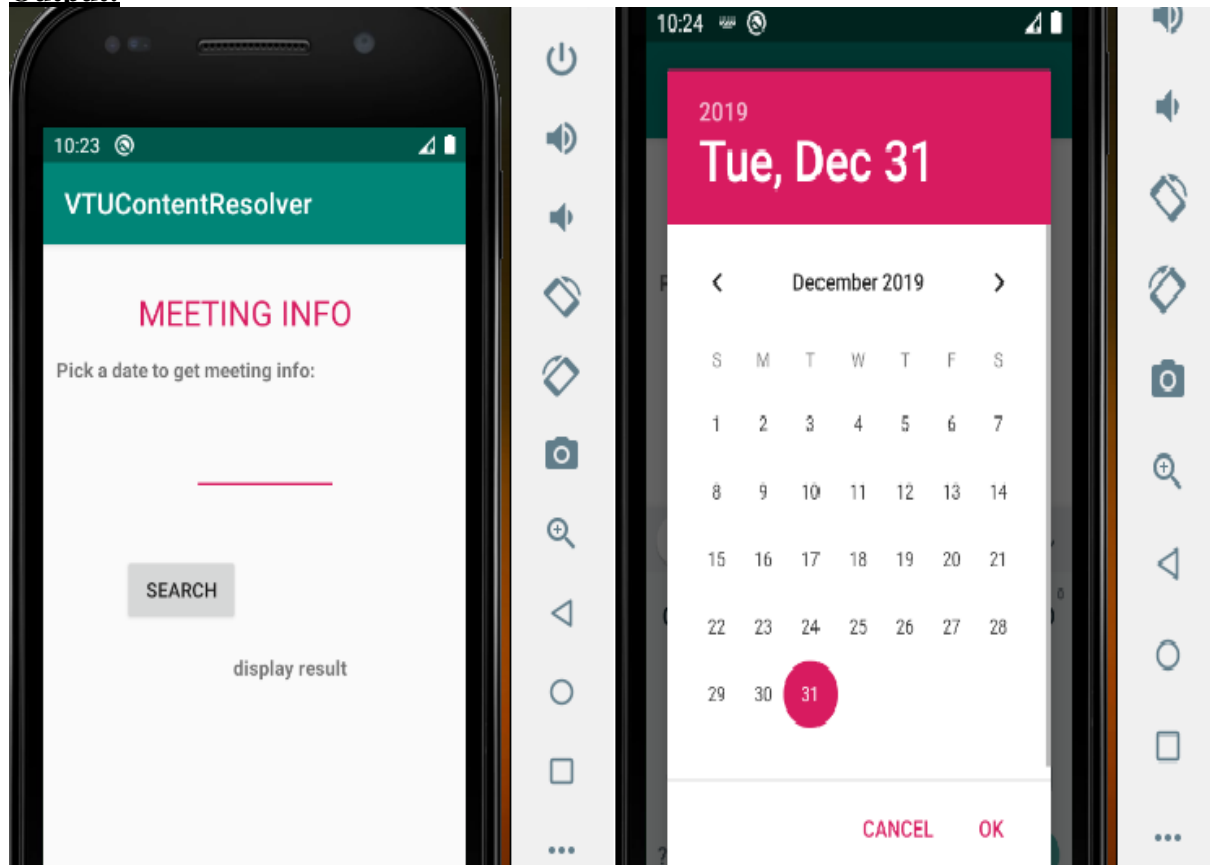 Output:
10:23
VTUContentResolver
MEETING INFO
Pick a date to get meeting info:
SEARCH
display result
10:24
2019
Tue, Dec 31
December 2019
S M T W T F S
1 2 3 4 5 6 7
8 9 10 11 12 13 14
15 16 17 18 19 20 21
22 23 24 25 26 27 28
29 30 31
CANCEL OK